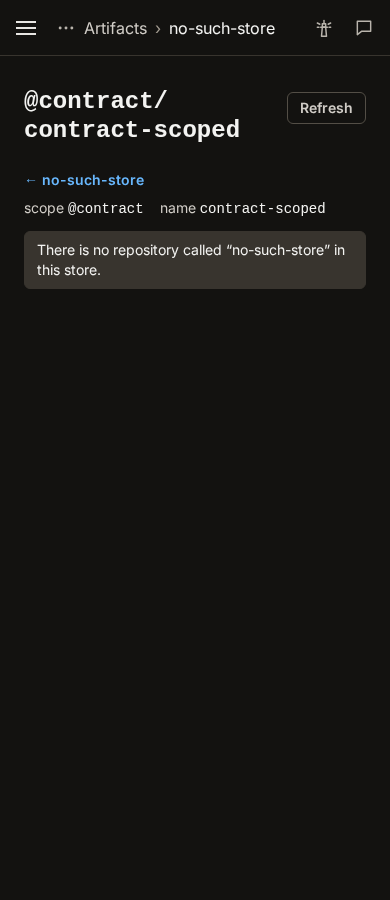 ··· Artifacts › no-such-store
@contract/
contract-scoped
Refresh
← no-such-store
scope @contract name contract-scoped
There is no repository called “no-such-store” in
this store.